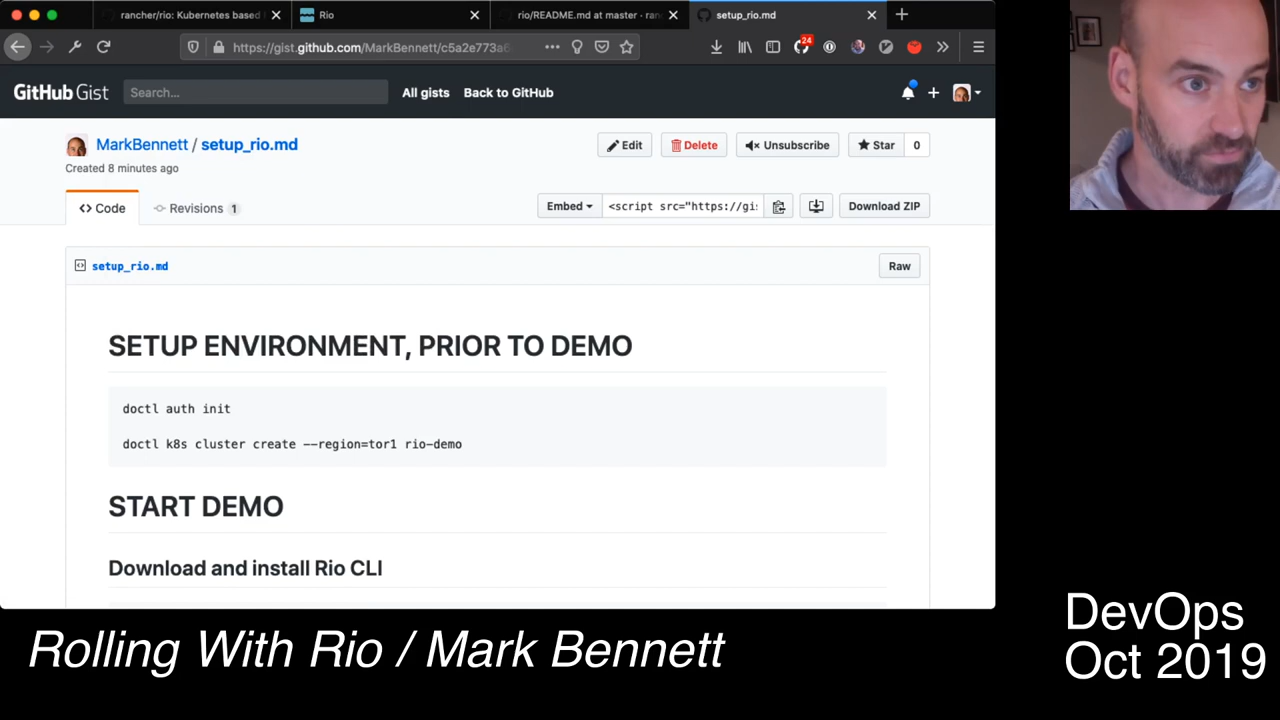 rancher/rio: Kubernetes based
Rio
rio/README.md at master · ran
setup_rio.md
https://gist.github.com/MarkBennett/c5a2e773a6
24
GitHub Gist
Search...
All gists
Back to GitHub
MarkBennett / setup_rio.md
Edit
Delete
Unsubscribe
Star
0
Created 8 minutes ago
Code
Revisions 1
Embed
<script src="https://gi
Download ZIP
setup_rio.md
Raw
SETUP ENVIRONMENT, PRIOR TO DEMO
doctl auth init
doctl k8s cluster create --region=tor1 rio-demo
START DEMO
Download and install Rio CLI
Rolling With Rio / Mark Bennett
DevOps
Oct 2019